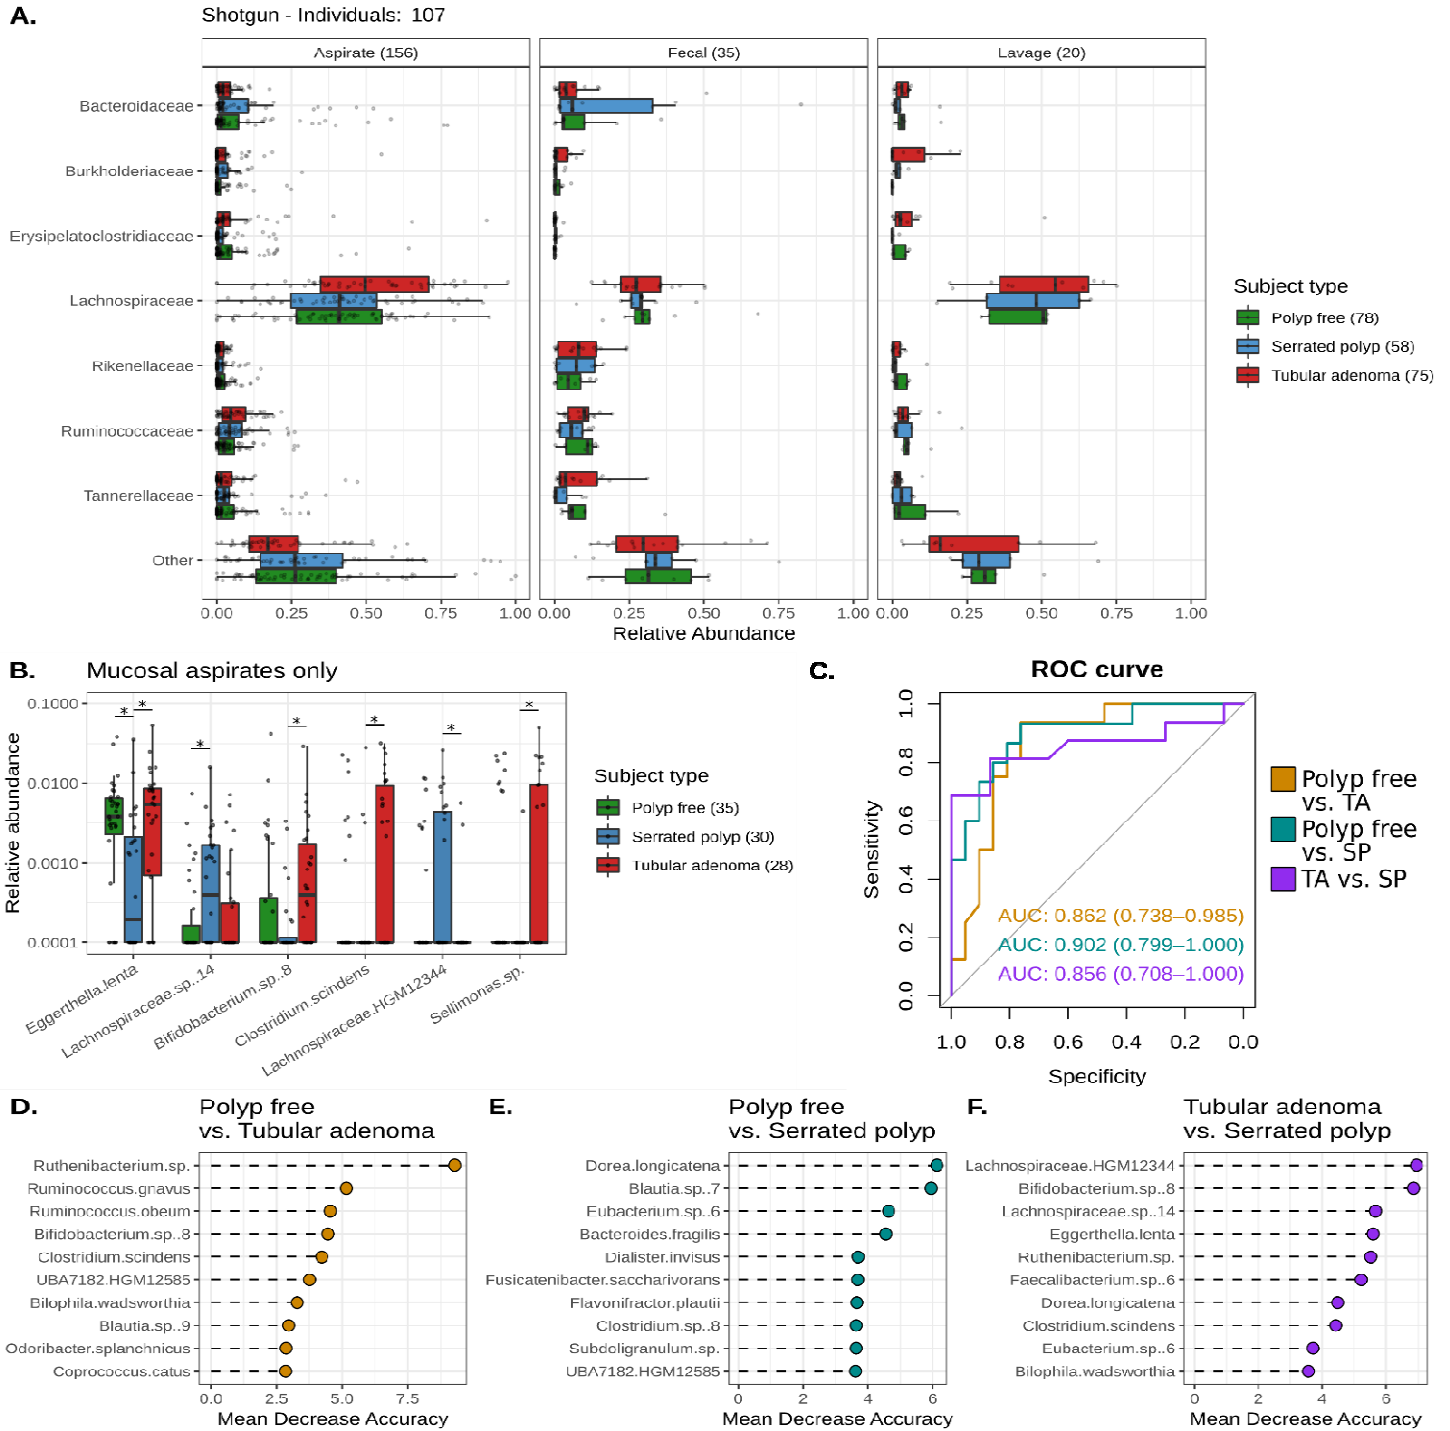 A.
Shotgun - Individuals: 107
Aspirate (156)
Fecal (35)
Lavage (20)
Bacteroidaceae
Burkholderiaceae
Erysipelatoclostridiaceae
Lachnospiraceae
Rikenellaceae
Ruminococcaceae
Tannerellaceae
Other
0.00 0.25 0.50 0.75 1.00
0.00 0.25 0.50 0.75 1.00
0.00 0.25 0.50 0.75 1.00
Relative Abundance
Subject type
Polyp free (78)
Serrated polyp (58)
Tubular adenoma (75)
B.
Mucosal aspirates only
Relative abundance
0.1000
0.0100
0.0010
0.0001
* * * * * * *
Eggerthella.lenta
Lachnospiraceae.sp..14
Bifidobacterium.sp..8
Clostridium.scindens
Lachnospiraceae.HGM12344
Sellimonas.sp.
Subject type
Polyp free (35)
Serrated polyp (30)
Tubular adenoma (28)
C.
ROC curve
Sensitivity
1.0
0.8
0.6
0.4
0.2
0.0
AUC: 0.862 (0.738–0.985)
AUC: 0.902 (0.799–1.000)
AUC: 0.856 (0.708–1.000)
1.0 0.8 0.6 0.4 0.2 0.0
Specificity
Polyp free
vs. TA
Polyp free
vs. SP
TA vs. SP
D.
Polyp free
vs. Tubular adenoma
Ruthenibacterium.sp.
Ruminococcus.gnavus
Ruminococcus.obeum
Bifidobacterium.sp..8
Clostridium.scindens
UBA7182.HGM12585
Bilophila.wadsworthia
Blautia.sp..9
Odoribacter.splanchnicus
Coprococcus.catus
0.0 2.5 5.0 7.5
Mean Decrease Accuracy
E.
Polyp free
vs. Serrated polyp
Dorea.longicatena
Blautia.sp..7
Eubacterium.sp..6
Bacteroides.fragilis
Dialister.invisus
Fusicatenibacter.saccharivorans
Flavonifractor.plautii
Clostridium.sp..8
Subdoligranulum.sp.
UBA7182.HGM12585
0 2 4 6
Mean Decrease Accuracy
F.
Tubular adenoma
vs. Serrated polyp
Lachnospiraceae.HGM12344
Bifidobacterium.sp..8
Lachnospiraceae.sp..14
Eggerthella.lenta
Ruthenibacterium.sp.
Faecalibacterium.sp..6
Dorea.longicatena
Clostridium.scindens
Eubacterium.sp..6
Bilophila.wadsworthia
0 2 4 6
Mean Decrease Accuracy